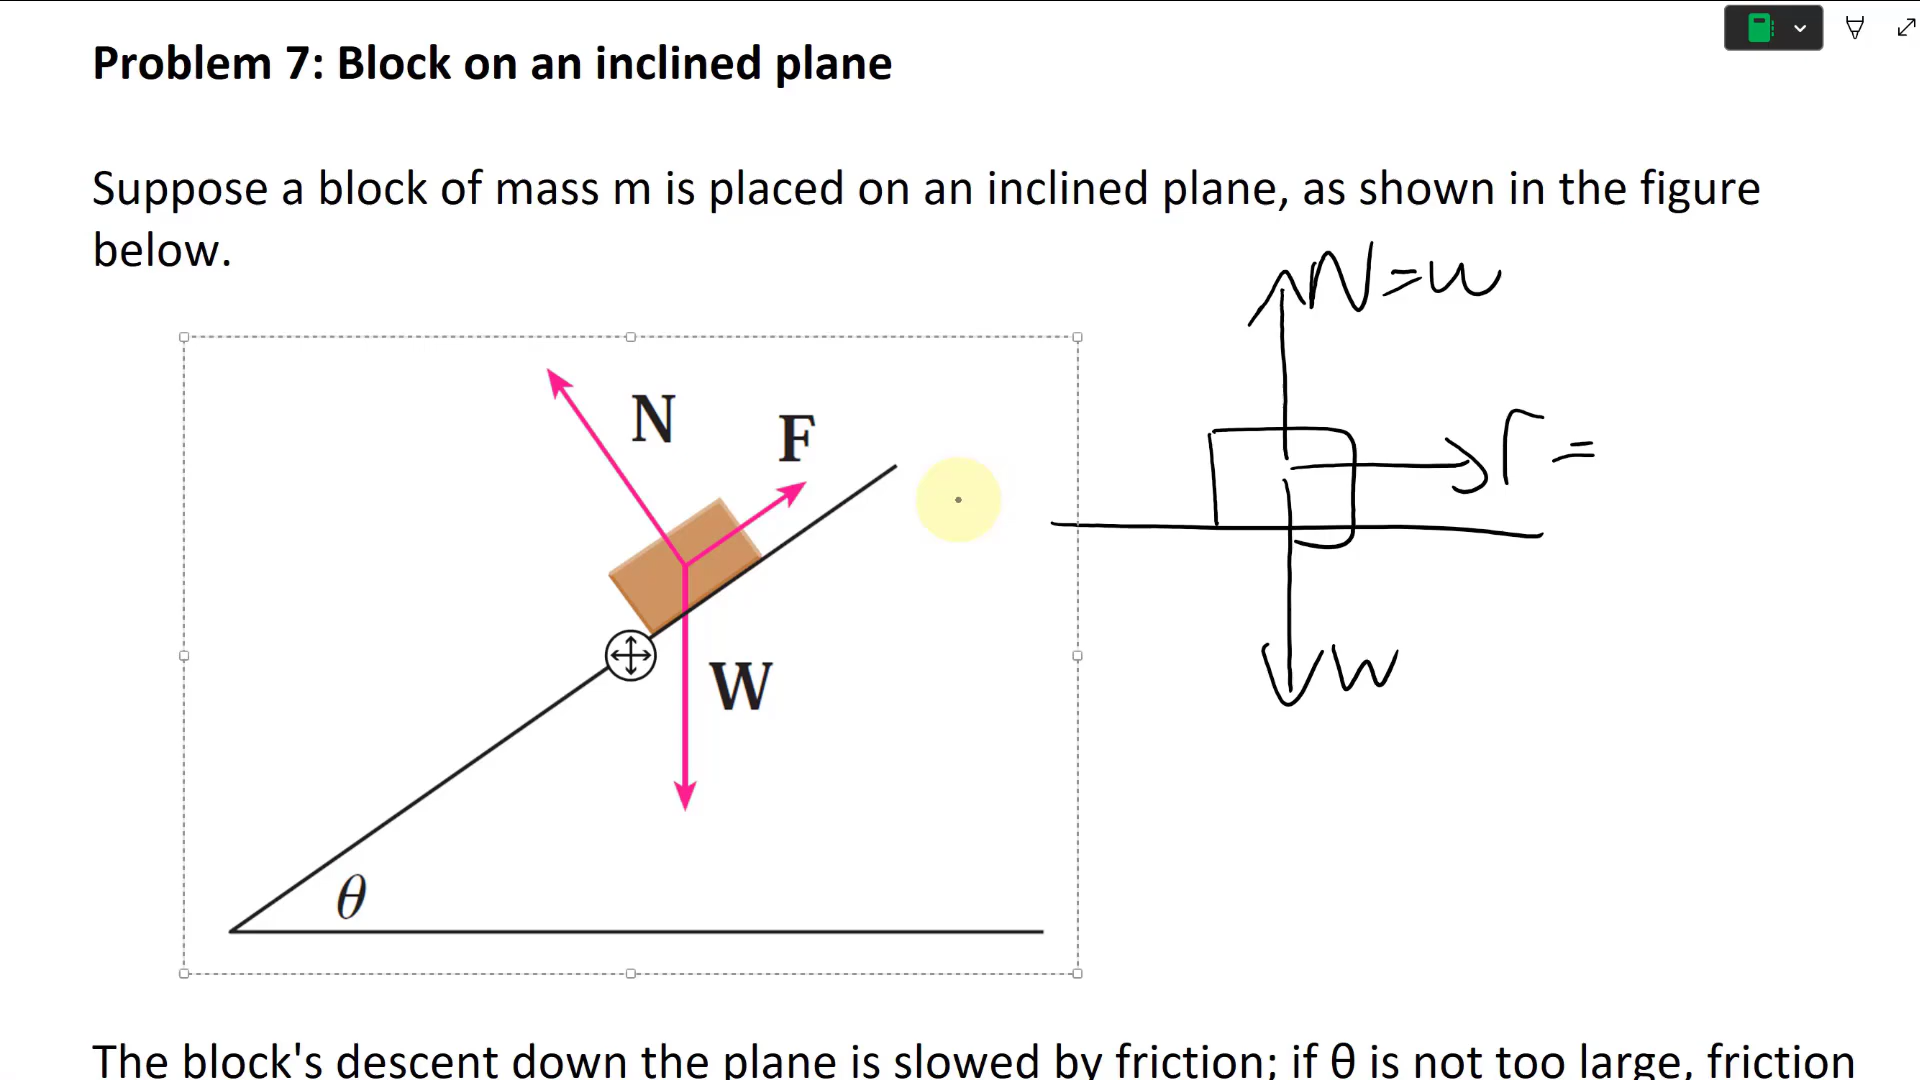 Problem 7: Block on an inclined plane
Suppose a block of mass m is placed on an inclined plane, as shown in the figure
below.
N=W
N
F
=
W
W
θ
The block's descent down the plane is slowed by friction; if θ is not too large, friction